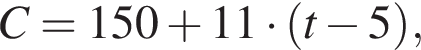 C = 150 + 11 · (t − 5),